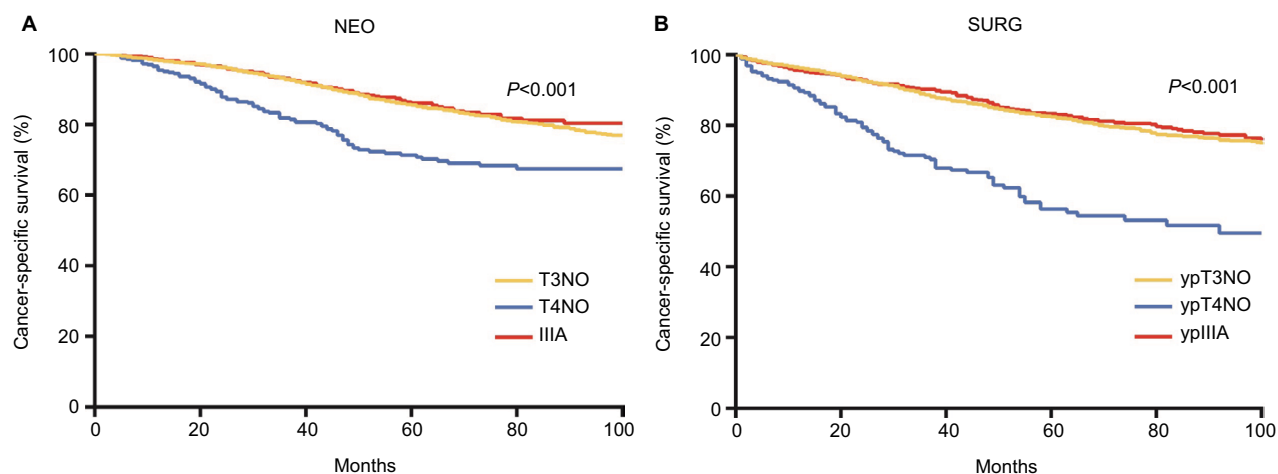 A
NEO
Cancer-specific survival (%)
100
80
60
40
20
0
P<0.001
T3NO
T4NO
IIIA
0 20 40 60 80 100
Months
B
SURG
Cancer-specific survival (%)
100
80
60
40
20
0
P<0.001
ypT3NO
ypT4NO
ypIIIA
0 20 40 60 80 100
Months